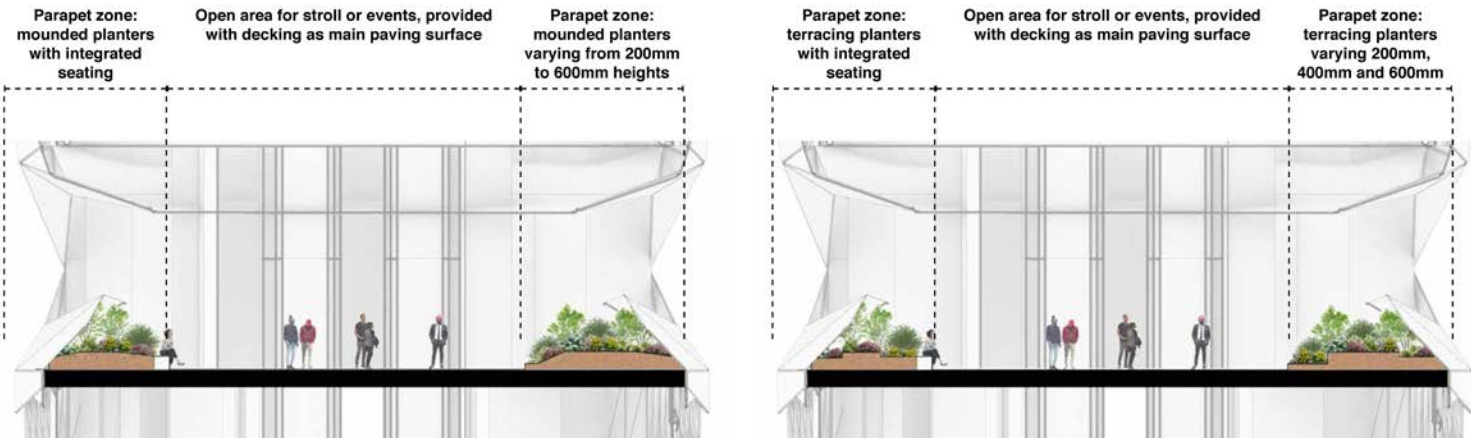 Parapet zone:
mounded planters
with integrated
seating
Open area for stroll or events, provided
with decking as main paving surface
Parapet zone:
mounded planters
varying from 200mm
to 600mm heights
Parapet zone:
terracing planters
with integrated
seating
Open area for stroll or events, provided
with decking as main paving surface
Parapet zone:
terracing planters
varying 200mm,
400mm and 600mm